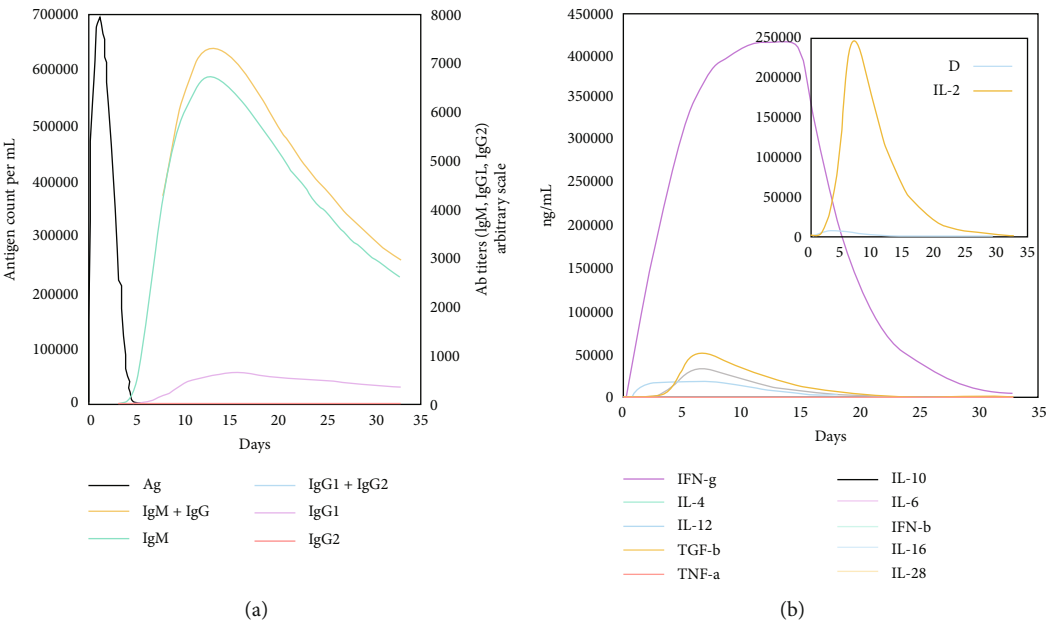 700000
600000
500000
400000
300000
200000
100000
0
Antigen count per mL
8000
7000
6000
5000
4000
3000
2000
1000
0
Ab titers (IgM, IgGL, IgG2)
arbitrary scale
0 5 10 15 20 25 30 35
Days
Ag
IgM + IgG
IgM
IgG1 + IgG2
IgG1
IgG2
(a)
450000
400000
350000
300000
250000
200000
150000
100000
50000
0
ng/mL
250000
200000
150000
100000
50000
0
D
IL-2
0 5 10 15 20 25 30 35
0 5 10 15 20 25 30 35
Days
IFN-g
IL-4
IL-12
TGF-b
TNF-a
IL-10
IL-6
IFN-b
IL-16
IL-28
(b)